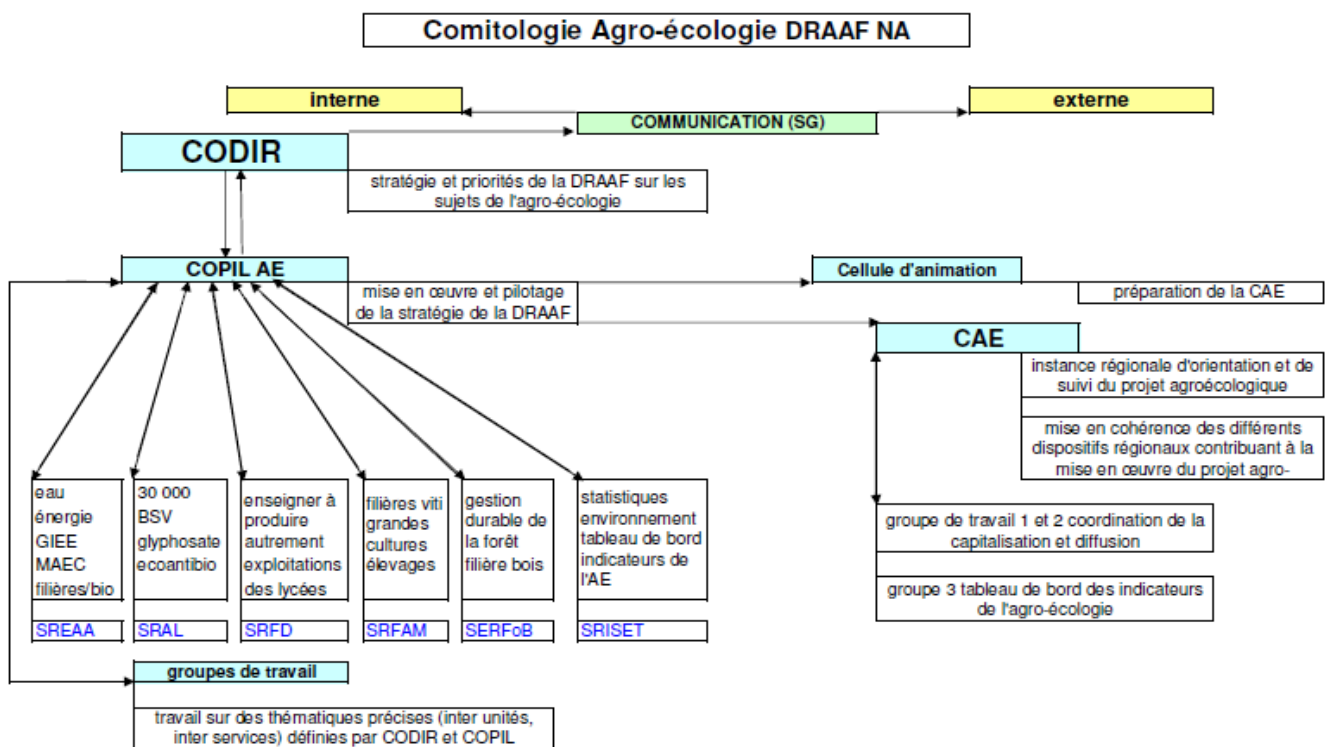 Comitologie Agro-écologie DRAAF NA
interne
externe
COMMUNICATION (SG)
CODIR
stratégie et priorités de la DRAAF sur les
sujets de l'agro-écologie
COPIL AE
mise en œuvre et pilotage
de la stratégie de la DRAAF
Cellule d'animation
préparation de la CAE
CAE
instance régionale d'orientation et de
suivi du projet agroécologique
mise en cohérence des différents
dispositifs régionaux contribuant à la
mise en œuvre du projet agro-
eau
énergie
GIEE
MAEC
filières/bio
SREAA
30 000
BSV
glyphosate
ecoantibio
SRAL
enseigner à
produire
autrement
exploitations
des lycées
SRFD
filières viti
grandes
cultures
élevages
SRFAM
gestion
durable de
la forêt
filière bois
SERFoB
statistiques
environnement
tableau de bord
indicateurs de
l'AE
SRISET
groupe de travail 1 et 2 coordination de la
capitalisation et diffusion
groupe 3 tableau de bord des indicateurs
de l'agro-écologie
groupes de travail
travail sur des thématiques précises (inter unités,
inter services) définies par CODIR et COPIL